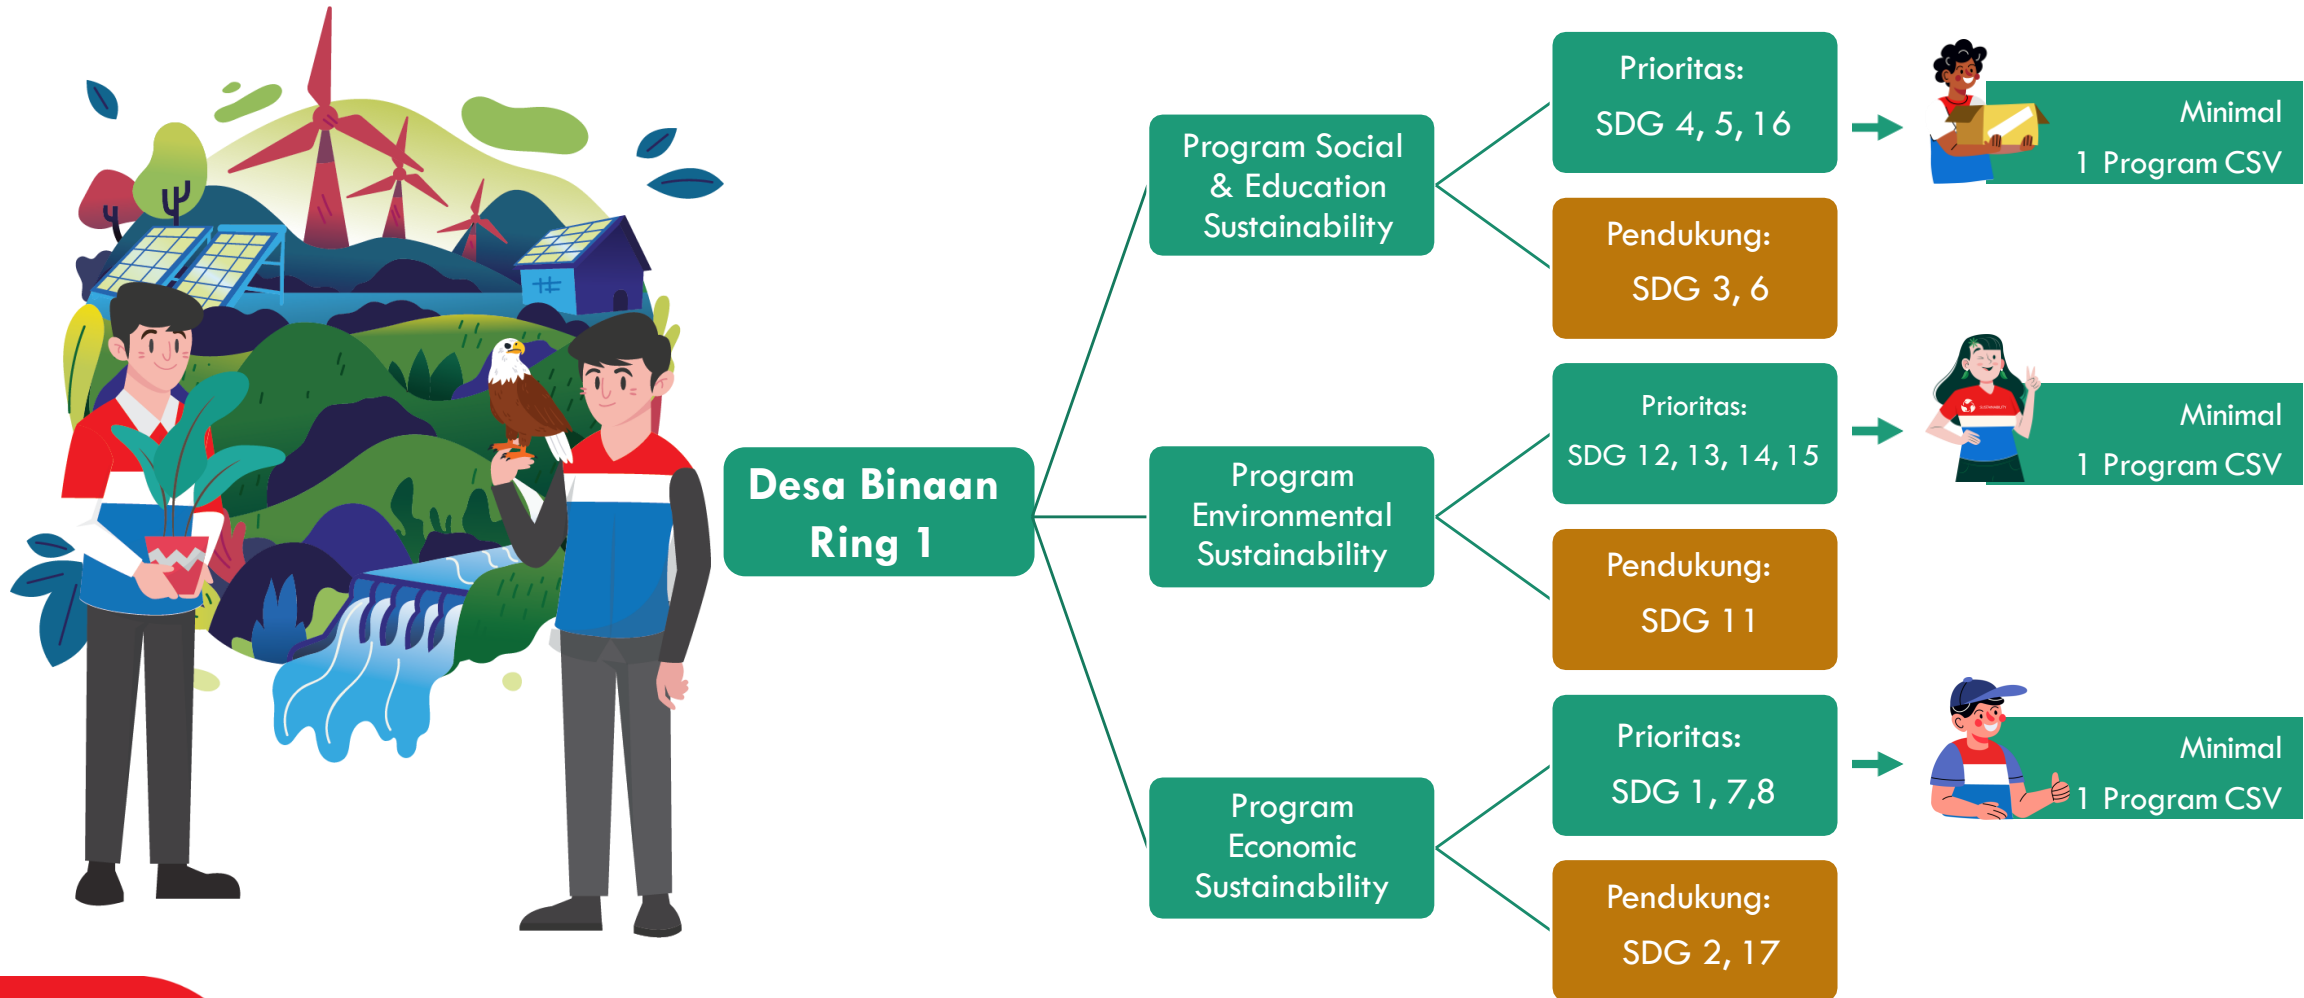 Desa Binaan
Ring 1
Program Social
& Education
Sustainability
Prioritas:
SDG 4, 5, 16
Minimal
1 Program CSV
Pendukung:
SDG 3, 6
Program
Environmental
Sustainability
Prioritas:
SDG 12, 13, 14, 15
SUSTAINABILITY
Minimal
1 Program CSV
Pendukung:
SDG 11
Program
Economic
Sustainability
Prioritas:
SDG 1, 7,8
Minimal
1 Program CSV
Pendukung:
SDG 2, 17